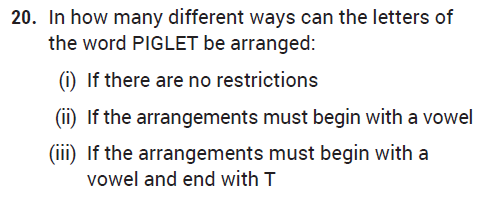 20. In how many different ways can the letters of
the word PIGLET be arranged:
(i) If there are no restrictions
(ii) If the arrangements must begin with a vowel
(iii) If the arrangements must begin with a
vowel and end with T